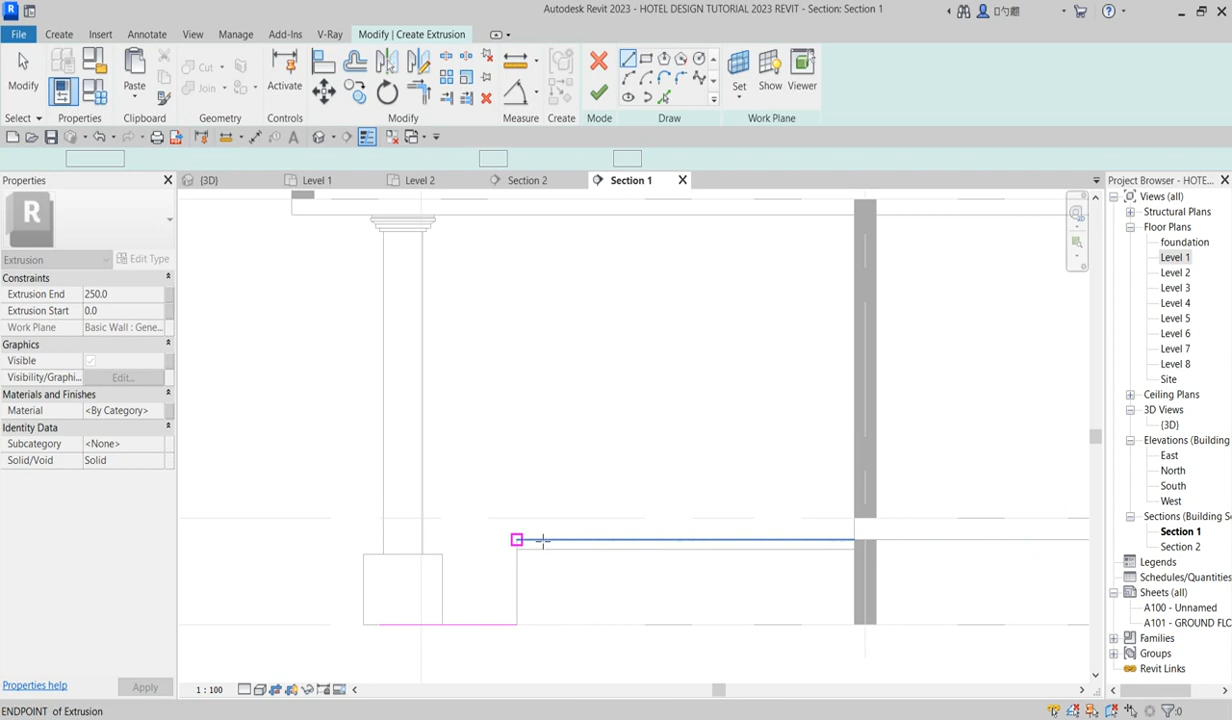 Autodesk Revit 2023 - HOTEL DESIGN TUTORIAL 2023 REVIT - Section: Section 1
File Create Insert Annotate View Manage Add-Ins V-Ray Modify | Create Extrusion
Modify Paste Cut Join Activate Set Show Viewer
Select Properties Clipboard Geometry Controls Modify Measure Create Mode Draw Work Plane
Properties
{3D} Level 1 Level 2 Section 2 Section 1
Project Browser - HOTE...
Extrusion Edit Type
Constraints
Extrusion End 250.0
Extrusion Start 0.0
Work Plane Basic Wall : Gene...
Graphics
Visible
Visibility/Graphi... Edit...
Materials and Finishes
Material <By Category>
Identity Data
Subcategory <None>
Solid/Void Solid
Properties help Apply
Views (all)
Structural Plans
Floor Plans
foundation
Level 1
Level 2
Level 3
Level 4
Level 5
Level 6
Level 7
Level 8
Site
Ceiling Plans
3D Views
{3D}
Elevations (Building
East
North
South
West
Sections (Building S
Section 1
Section 2
Legends
Schedules/Quantities
Sheets (all)
A100 - Unnamed
A101 - GROUND FLC
Families
Groups
Revit Links
1 : 100
ENDPOINT of Extrusion
:0